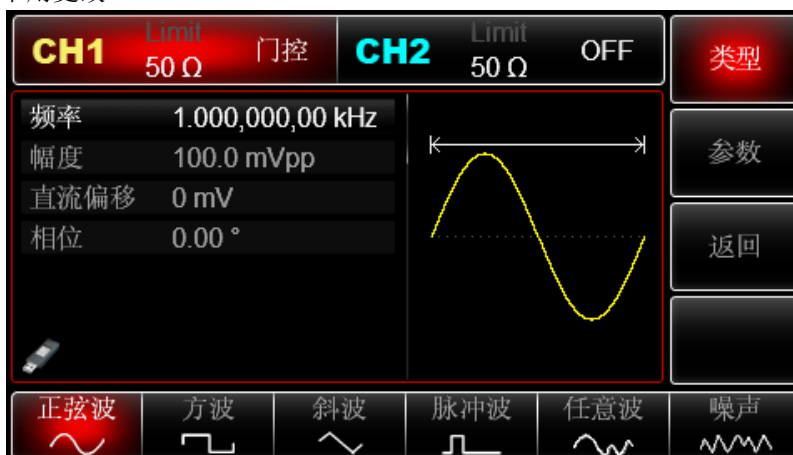 CH1 Limit 50 Ω 门控
CH2 Limit 50 Ω OFF
类型
频率 1.000,000,00 kHz
幅度 100.0 mVpp
直流偏移 0 mV
相位 0.00 °
参数
返回
正弦波 方波 斜波 脉冲波 任意波 噪声